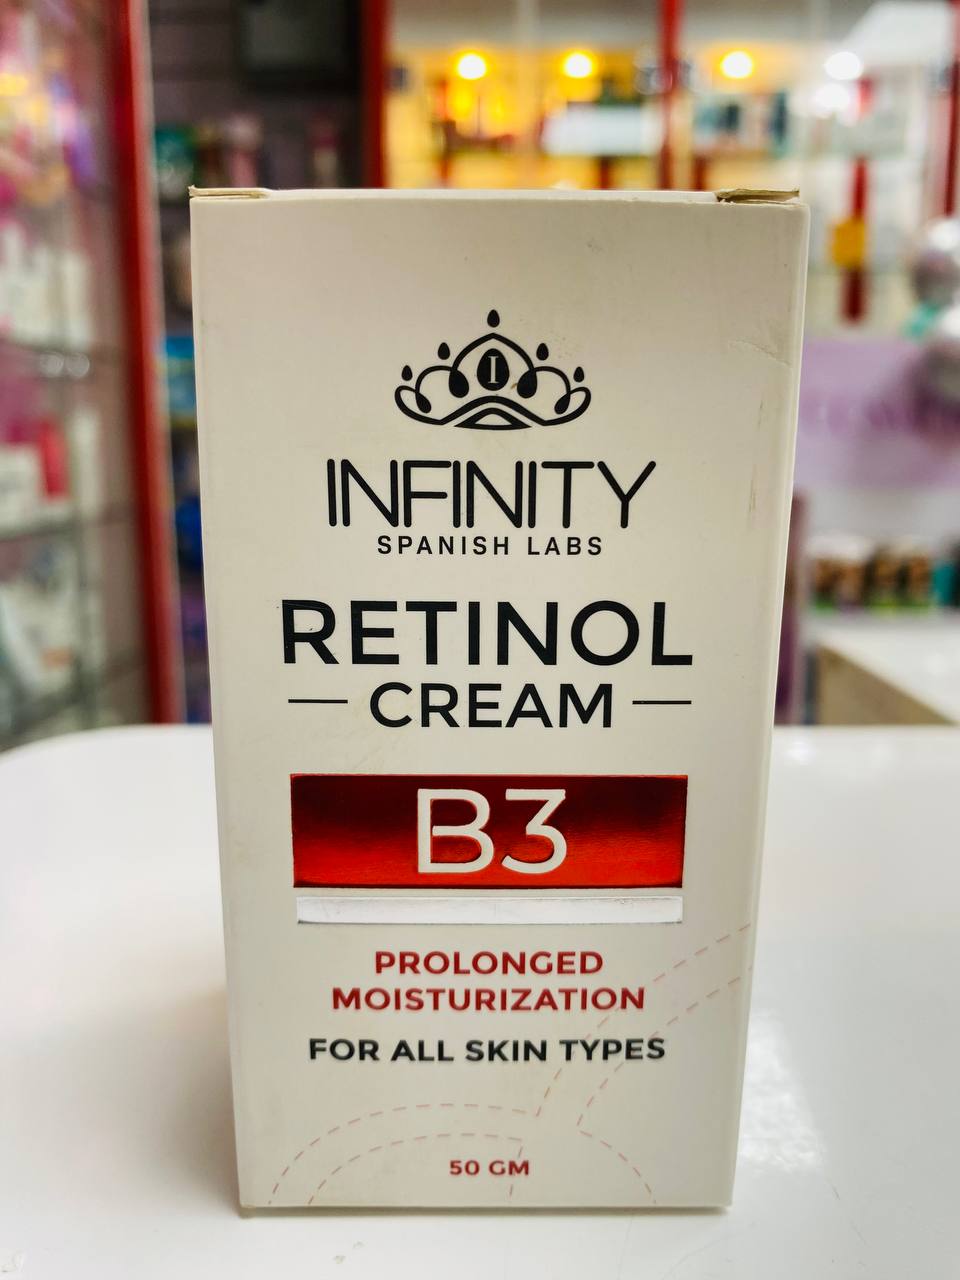 I
INFINITY
SPANISH LABS
RETINOL
CREAM
B3
PROLONGED
MOISTURIZATION
FOR ALL SKIN TYPES
50 GM